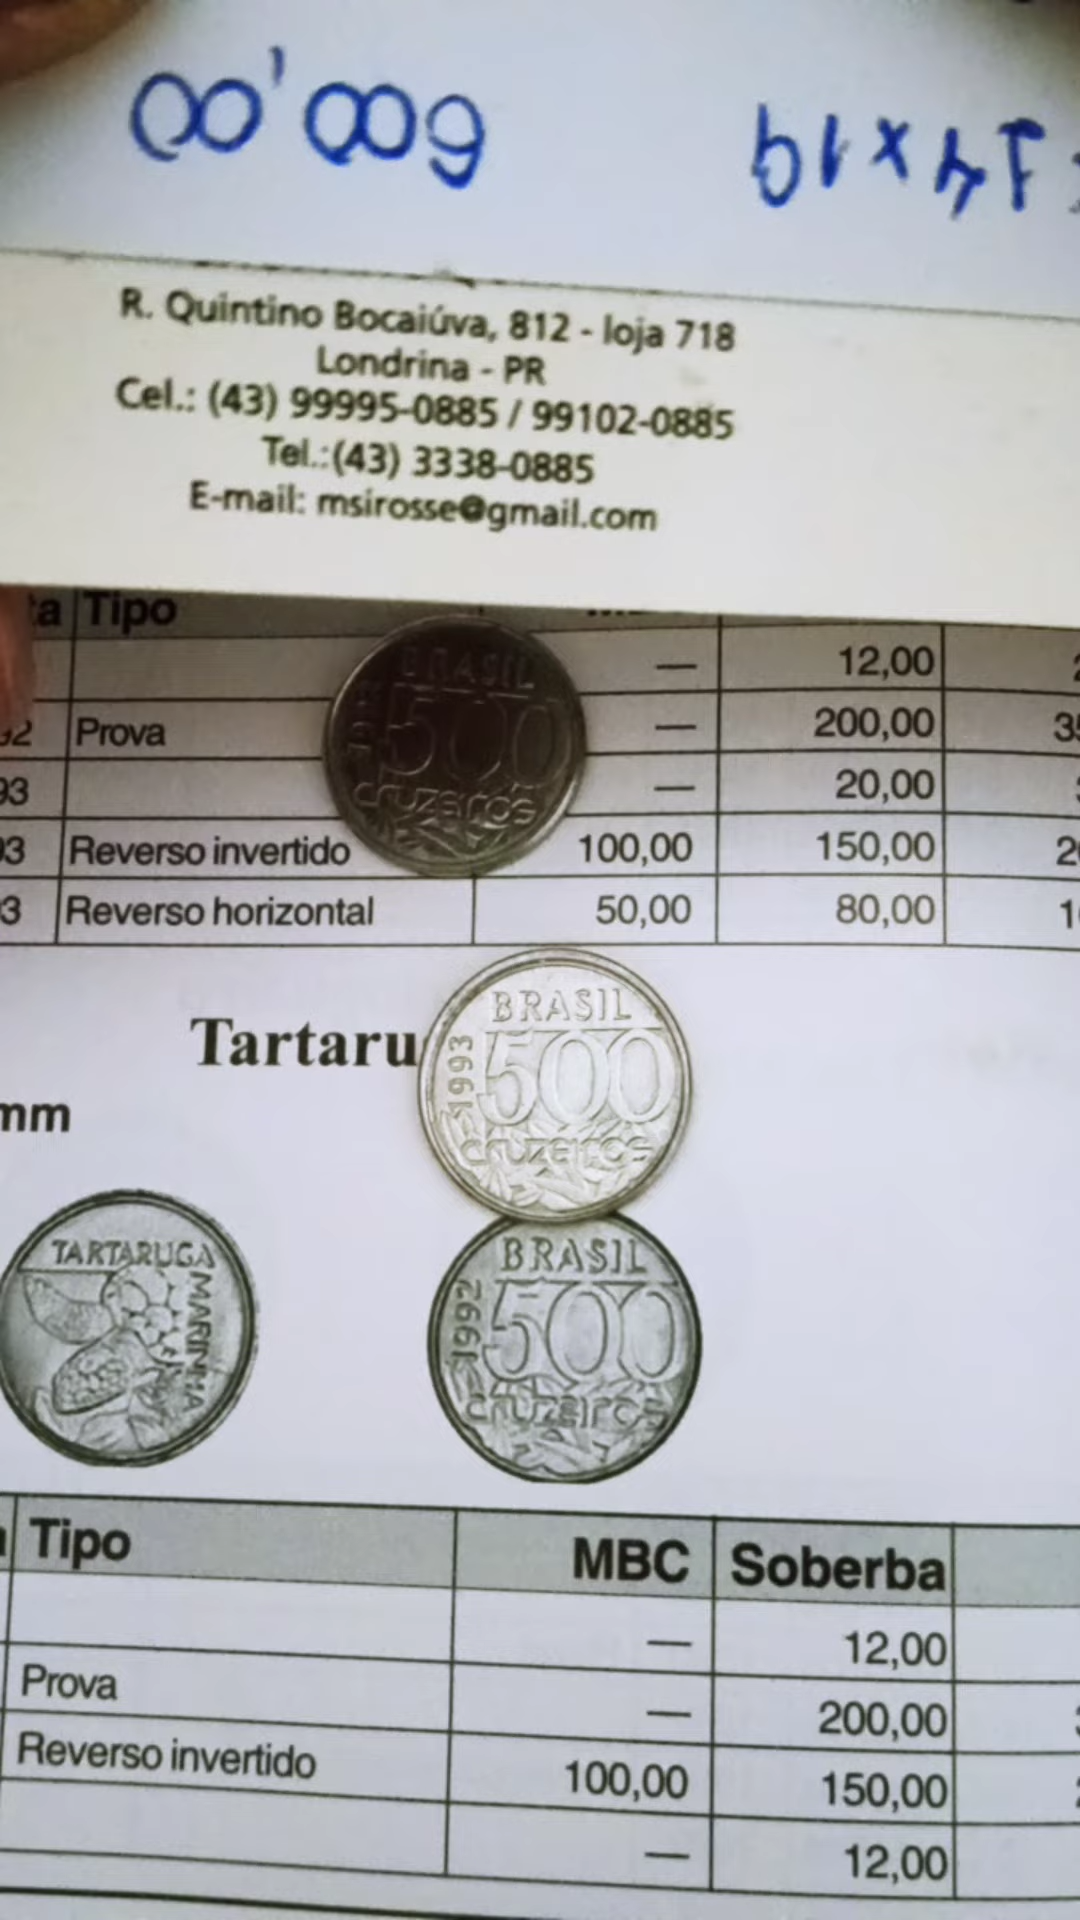 600,00
14x19
R. Quintino Bocaiúva, 812 - loja 718
Londrina - PR
Cel.: (43) 99995-0885 / 99102-0885
Tel.:(43) 3338-0885
E-mail: msirosse@gmail.com
Tipo
— 12,00
Prova — 200,00
93 — 20,00
Reverso invertido 100,00 150,00
Reverso horizontal 50,00 80,00
BRASIL
500
cruzeiros
Tartaru
mm
BRASIL
1993
500
cruzeiros
TARTARUGA
MARINHA
BRASIL
1992
500
cruzeiros
Tipo MBC Soberba
— 12,00
Prova — 200,00
Reverso invertido 100,00 150,00
— 12,00